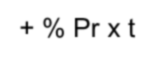 + % Pr x t